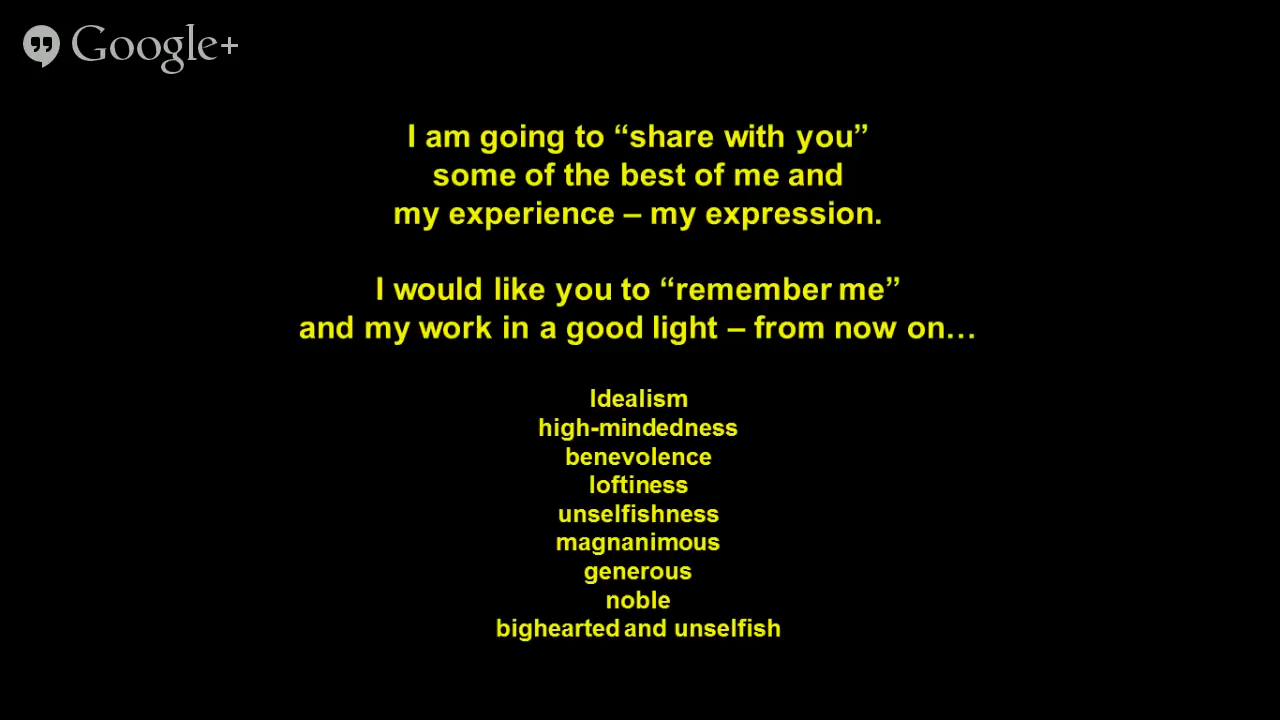 Google+
I am going to “share with you”
some of the best of me and
my experience – my expression.
I would like you to “remember me”
and my work in a good light – from now on…
Idealism
high-mindedness
benevolence
loftiness
unselfishness
magnanimous
generous
noble
bighearted and unselfish